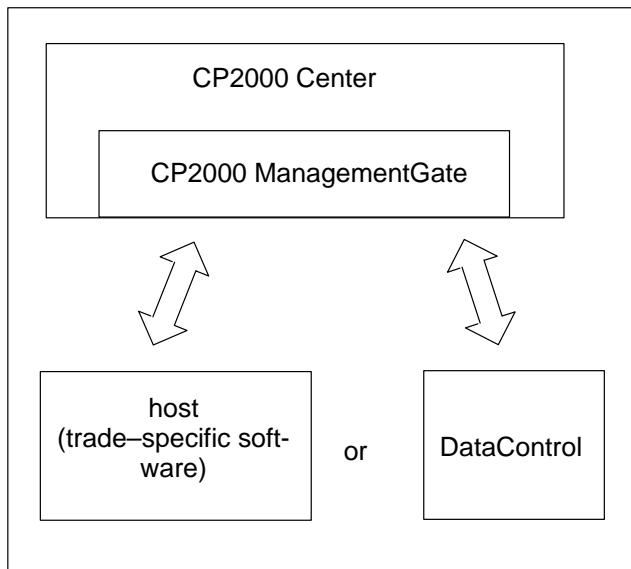 CP2000 Center
CP2000 ManagementGate
host
(trade–specific soft-
ware)
or
DataControl